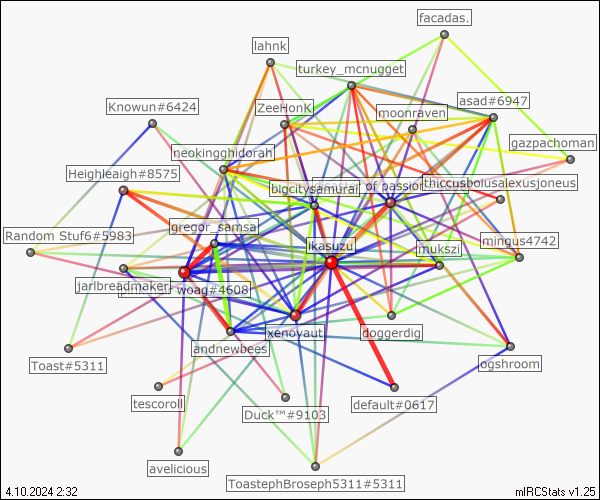 facadas.
lahnk
turkey_mcnugget
asad#6947
Knowun#6424
ZeeHonK
moonraven
gazpachoman
neokingghidorah
Heighleaigh#8575
bigcitysamurai
of passion
thiccusbousalexusjoneus
Random Stuf6#5983
gregor_samsa
ikasuzu
mukszi
mingus4742
jarlbreadmaker
woag#4608
xenovaut
doggerdig
Toast#5311
andnewbees
ogshroom
tescoroll
Duck™#9103
default#0617
avelicious
ToastephBroseph5311#5311
4.10.2024 2:32
mIRCStats v1.25